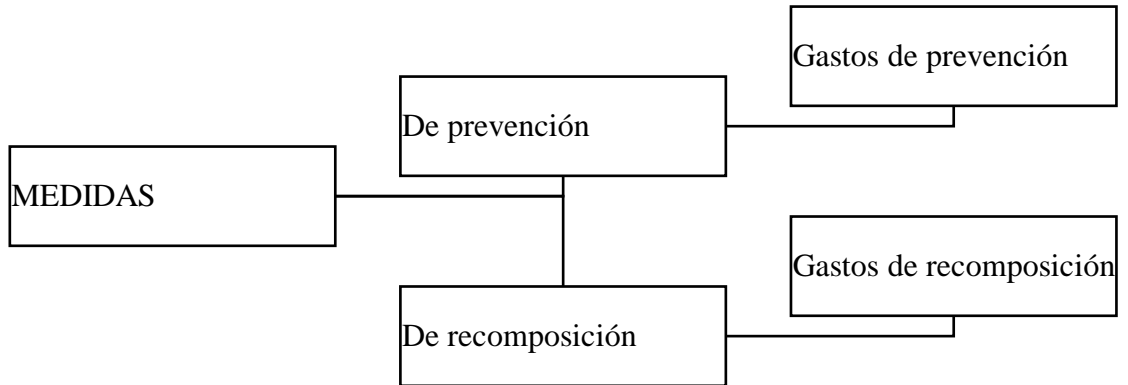 Gastos de prevención
De prevención
MEDIDAS
Gastos de recomposición
De recomposición